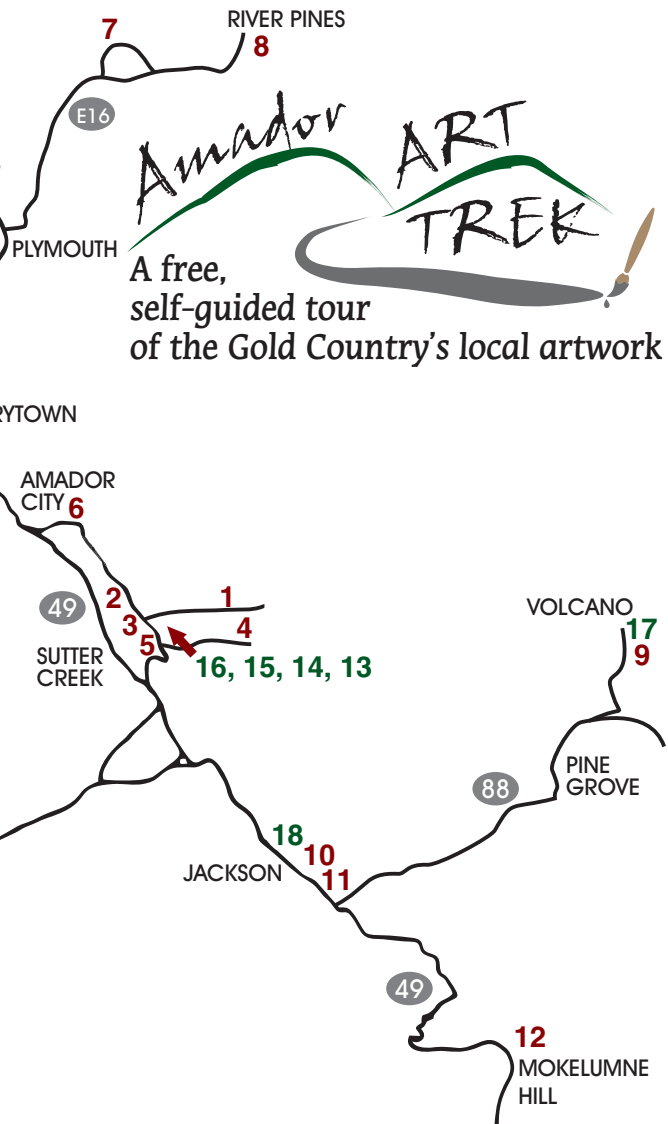 RIVER PINES
7
8
E16
Amador ART
TREK
PLYMOUTH
A free,
self-guided tour
of the Gold Country's local artwork
RYTOWN
AMADOR
CITY 6
49
2
1
3
4
5
SUTTER
CREEK
16, 15, 14, 13
VOLCANO
17
9
PINE
GROVE
88
18
10
11
JACKSON
49
12
MOKELUMNE
HILL